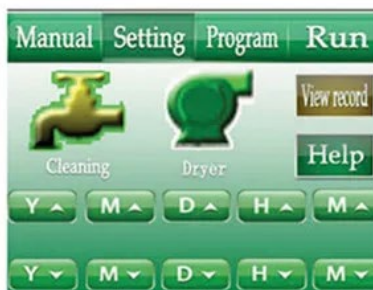 Manual Setting Program Run
View record
Cleaning Dryer Help
Y M D H M
Y M D H M